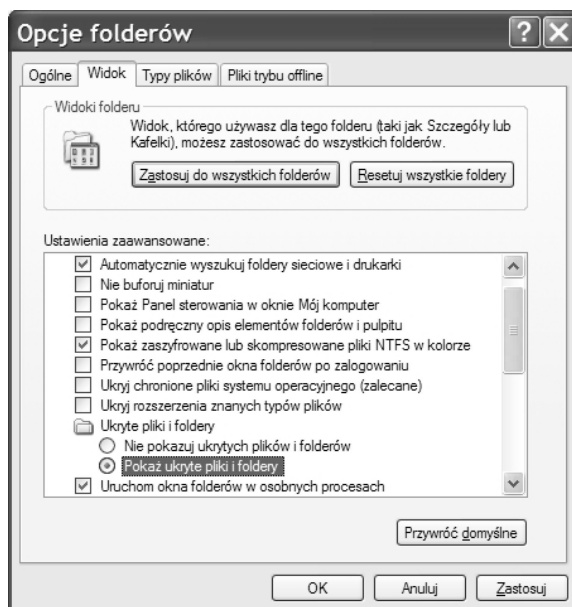 Opcje folderów
Ogólne Widok Typy plików Pliki trybu offline
Widoki folderu
Widok, którego używasz dla tego folderu (taki jak Szczegóły lub
Kafelki), możesz zastosować do wszystkich folderów.
Zastosuj do wszystkich folderów Resetuj wszystkie foldery
Ustawienia zaawansowane:
Automatycznie wyszukuj foldery sieciowe i drukarki
Nie buforuj miniatur
Pokaż Panel sterowania w oknie Mój komputer
Pokaż podręczny opis elementów folderów i pulpitu
Pokaż zaszyfrowane lub skompresowane pliki NTFS w kolorze
Przywróć poprzednie okna folderów po zalogowaniu
Ukryj chronione pliki systemu operacyjnego (zalecane)
Ukryj rozszerzenia znanych typów plików
Ukryte pliki i foldery
Nie pokazuj ukrytych plików i folderów
Pokaż ukryte pliki i foldery
Uruchom okna folderów w osobnych procesach
Przywróć domyślne
OK Anuluj Zastosuj